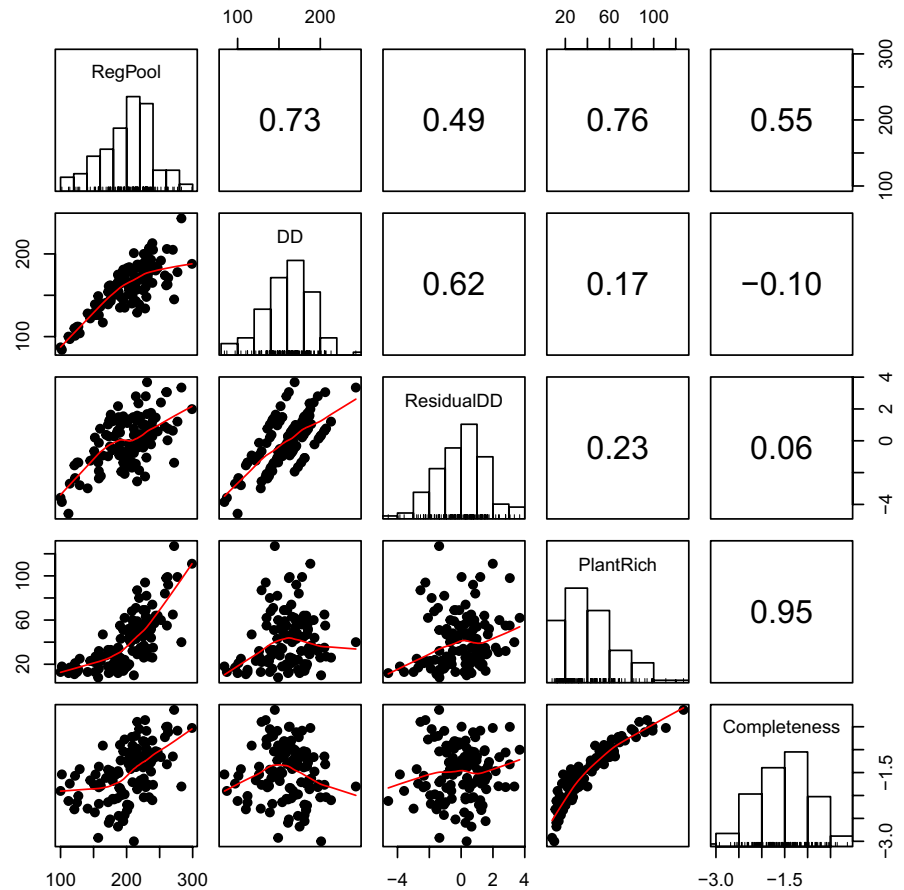 100 200 20 60 100
RegPool 0.73 0.49 0.76 0.55 100 200 300
100 200 DD 0.62 0.17 −0.10
ResidualDD 0.23 0.06 −4 0 2 4
20 60 100 PlantRich 0.95
Completeness −3.0 −1.5
100 200 300 −4 0 2 4 −3.0 −1.5